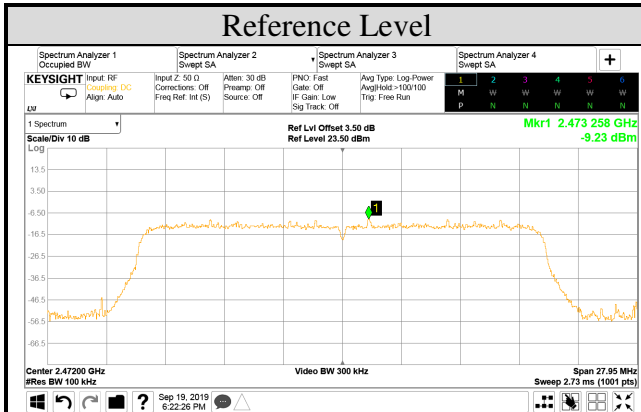 Reference Level
Spectrum Analyzer 1
Occupied BW
Spectrum Analyzer 2
Swept SA
Spectrum Analyzer 3
Swept SA
Spectrum Analyzer 4
Swept SA
+
KEYSIGHT
Input: RF
Coupling: DC
Align: Auto
Input Z: 50 Ω
Corrections: Off
Freq Ref: Int (S)
Atten: 30 dB
Preamp: Off
Source: Off
PNO: Fast
Gate: Off
IF Gain: Low
Sig Track: Off
Avg Type: Log-Power
Avg|Hold:>100/100
Trig: Free Run
1 2 3 4 5 6
M W W W W W
P N N N N N
LXI
1 Spectrum
Scale/Div 10 dB
Ref Lvl Offset 3.50 dB
Ref Level 23.50 dBm
Mkr1 2.473 258 GHz
-9.23 dBm
Log
13.5
3.50
-6.50
1
-16.5
-26.5
-36.5
-46.5
-56.5
-66.5
Center 2.47200 GHz
#Res BW 100 kHz
Video BW 300 kHz
Span 27.95 MHz
Sweep 2.73 ms (1001 pts)
?
Sep 19, 2019
6:22:26 PM